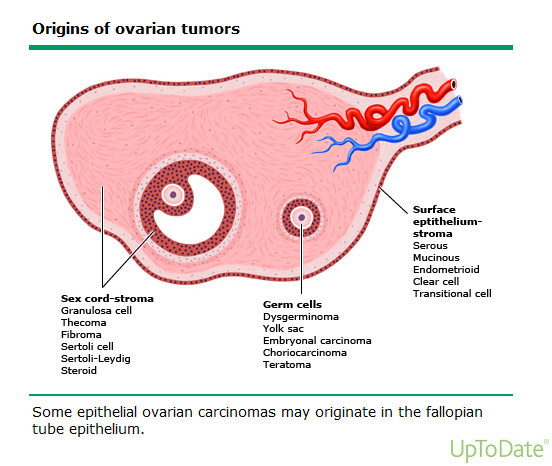 Origins of ovarian tumors
Surface
eptithelium-
stroma
Serous
Mucinous
Endometrioid
Clear cell
Transitional cell
Sex cord-stroma
Granulosa cell
Thecoma
Fibroma
Sertoli cell
Sertoli-Leydig
Steroid
Germ cells
Dysgerminoma
Yolk sac
Embryonal carcinoma
Choriocarcinoma
Teratoma
Some epithelial ovarian carcinomas may originate in the fallopian
tube epithelium.
UpToDate®